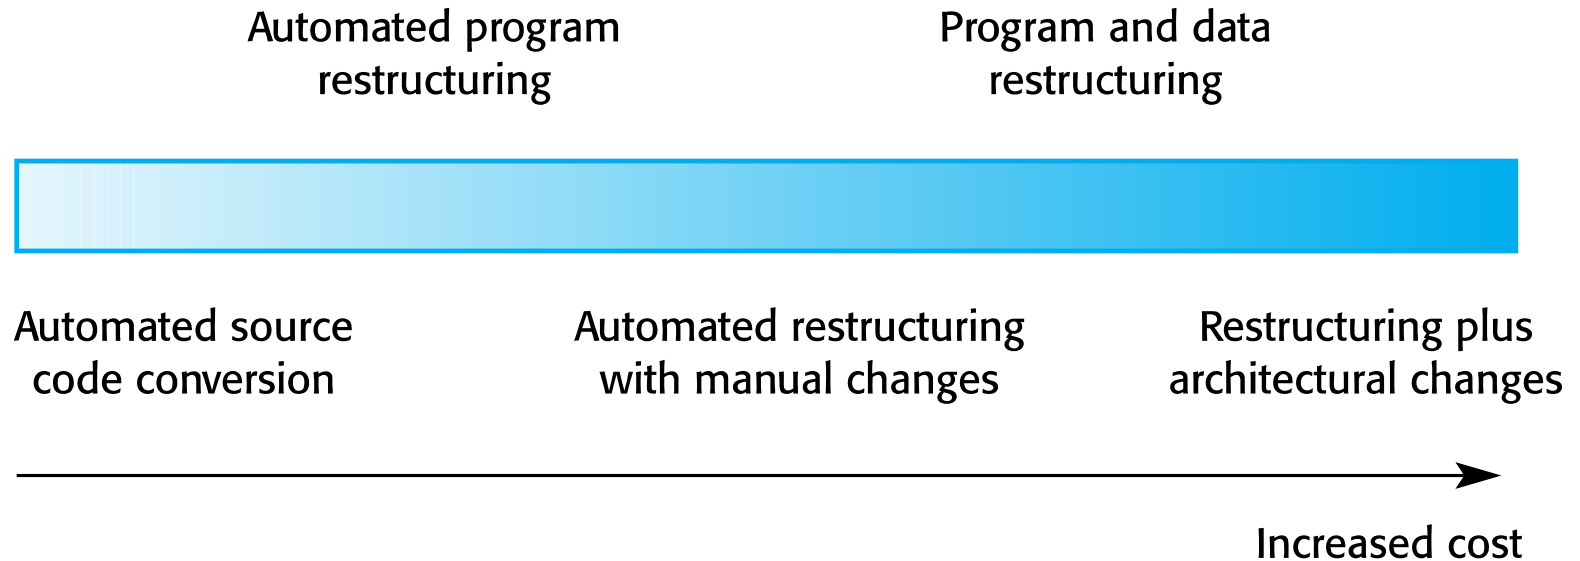 Automated program
restructuring
Program and data
restructuring
Automated source
code conversion
Automated restructuring
with manual changes
Restructuring plus
architectural changes
Increased cost